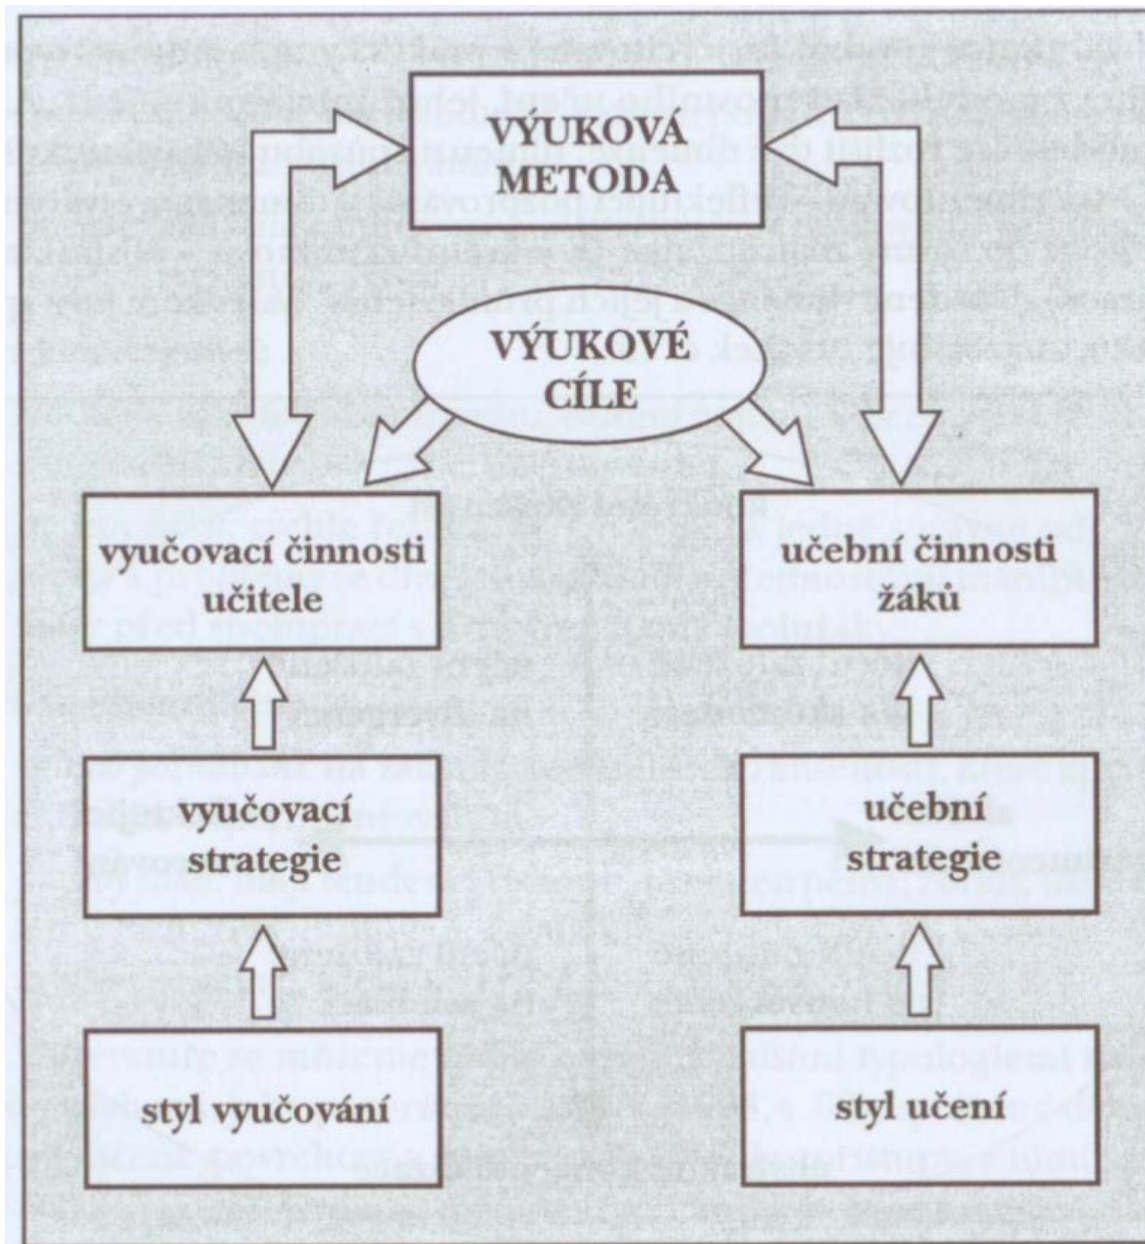 VÝUKOVÁ
METODA
VÝUKOVÉ
CÍLE
vyučovací činnosti
učitele
učební činnosti
žáků
vyučovací
strategie
učební
strategie
styl vyučování
styl učení